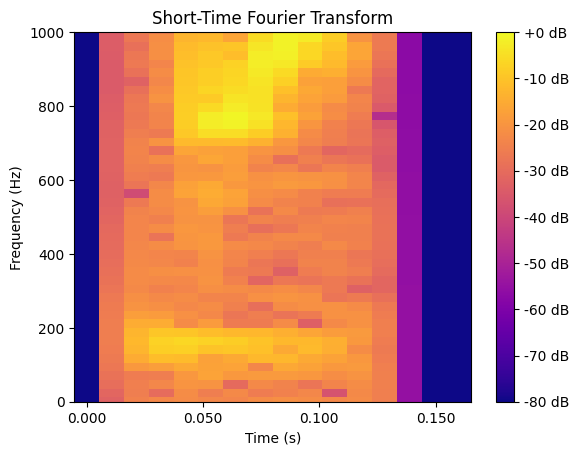 Short-Time Fourier Transform
1000
800
600
400
200
0
Frequency (Hz)
0.000
0.050
0.100
0.150
Time (s)
+0 dB
-10 dB
-20 dB
-30 dB
-40 dB
-50 dB
-60 dB
-70 dB
-80 dB